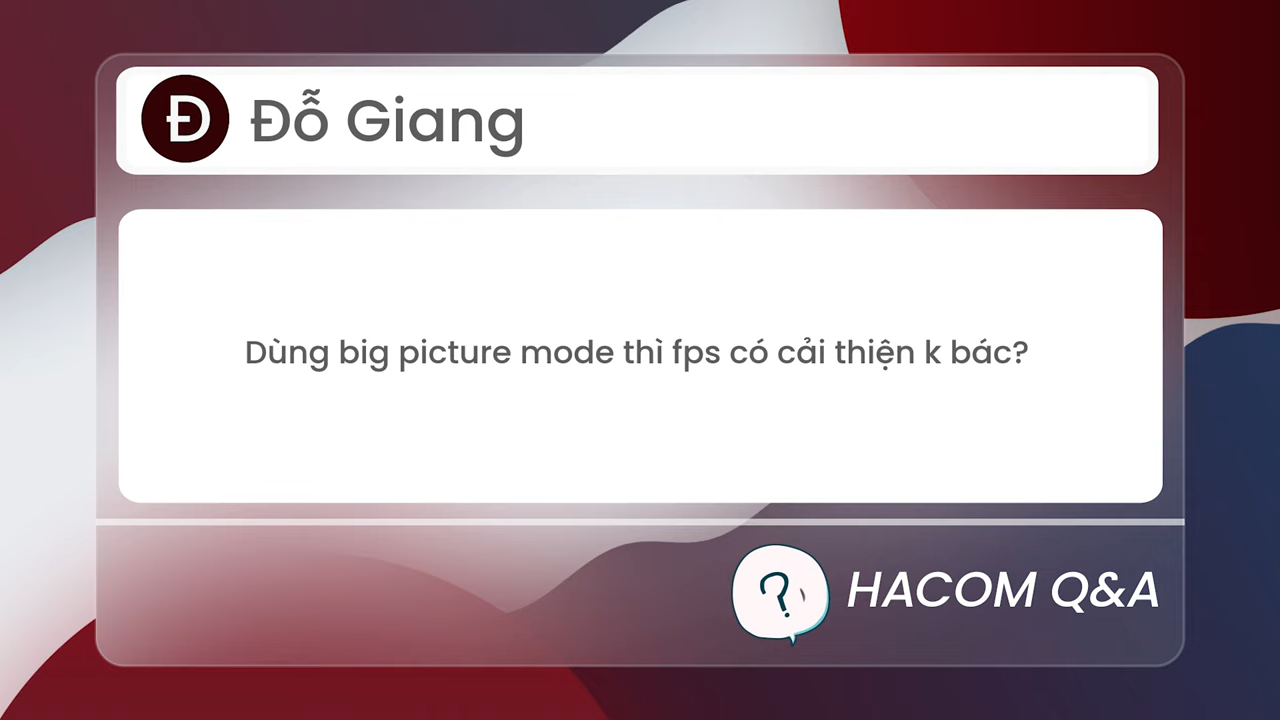 Đ
Đỗ Giang
Dùng big picture mode thì fps có cải thiện k bác?
?
HACOM Q&A